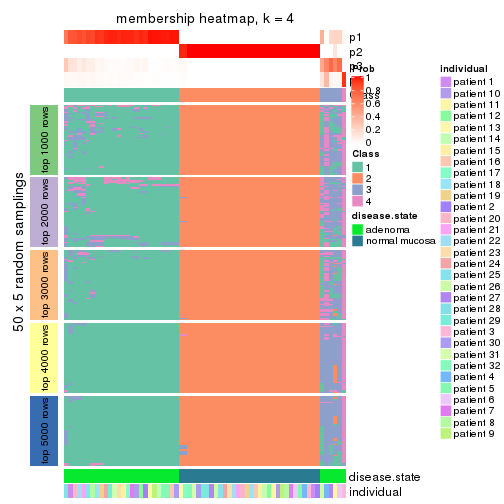 membership heatmap, k = 4
p1
p2
p3
Prob
1
0.8
0.6
0.4
0.2
0
Class
1
2
3
4
disease.state
adenoma
normal mucosa
individual
patient 1
patient 10
patient 11
patient 12
patient 13
patient 14
patient 15
patient 16
patient 17
patient 18
patient 19
patient 2
patient 20
patient 21
patient 22
patient 23
patient 24
patient 25
patient 26
patient 27
patient 28
patient 29
patient 3
patient 30
patient 31
patient 32
patient 4
patient 5
patient 6
patient 7
patient 8
patient 9
50 x 5 random samplings
top 1000 rows
top 2000 rows
top 3000 rows
top 4000 rows
top 5000 rows
disease.state
individual